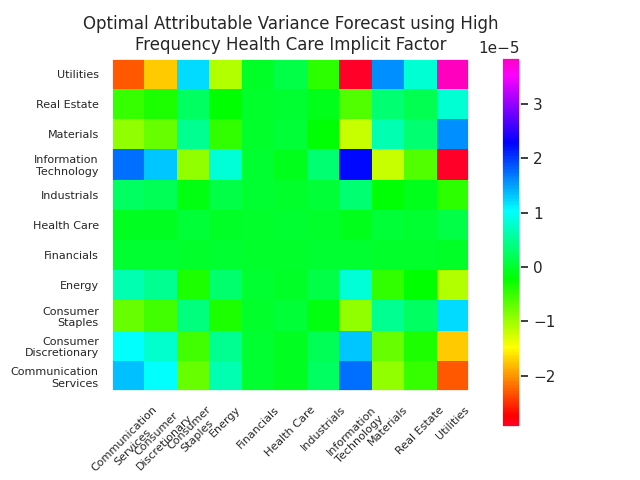 Optimal Attributable Variance Forecast using High
Frequency Health Care Implicit Factor
1e−5
Utilities
Real Estate
Materials
Information
Technology
Industrials
Health Care
Financials
Energy
Consumer
Staples
Consumer
Discretionary
Communication
Services
3
2
1
0
−1
−2
Communication
Services
Consumer
Discretionary
Consumer
Staples
Energy
Financials
Health Care
Industrials
Information
Technology
Materials
Real Estate
Utilities